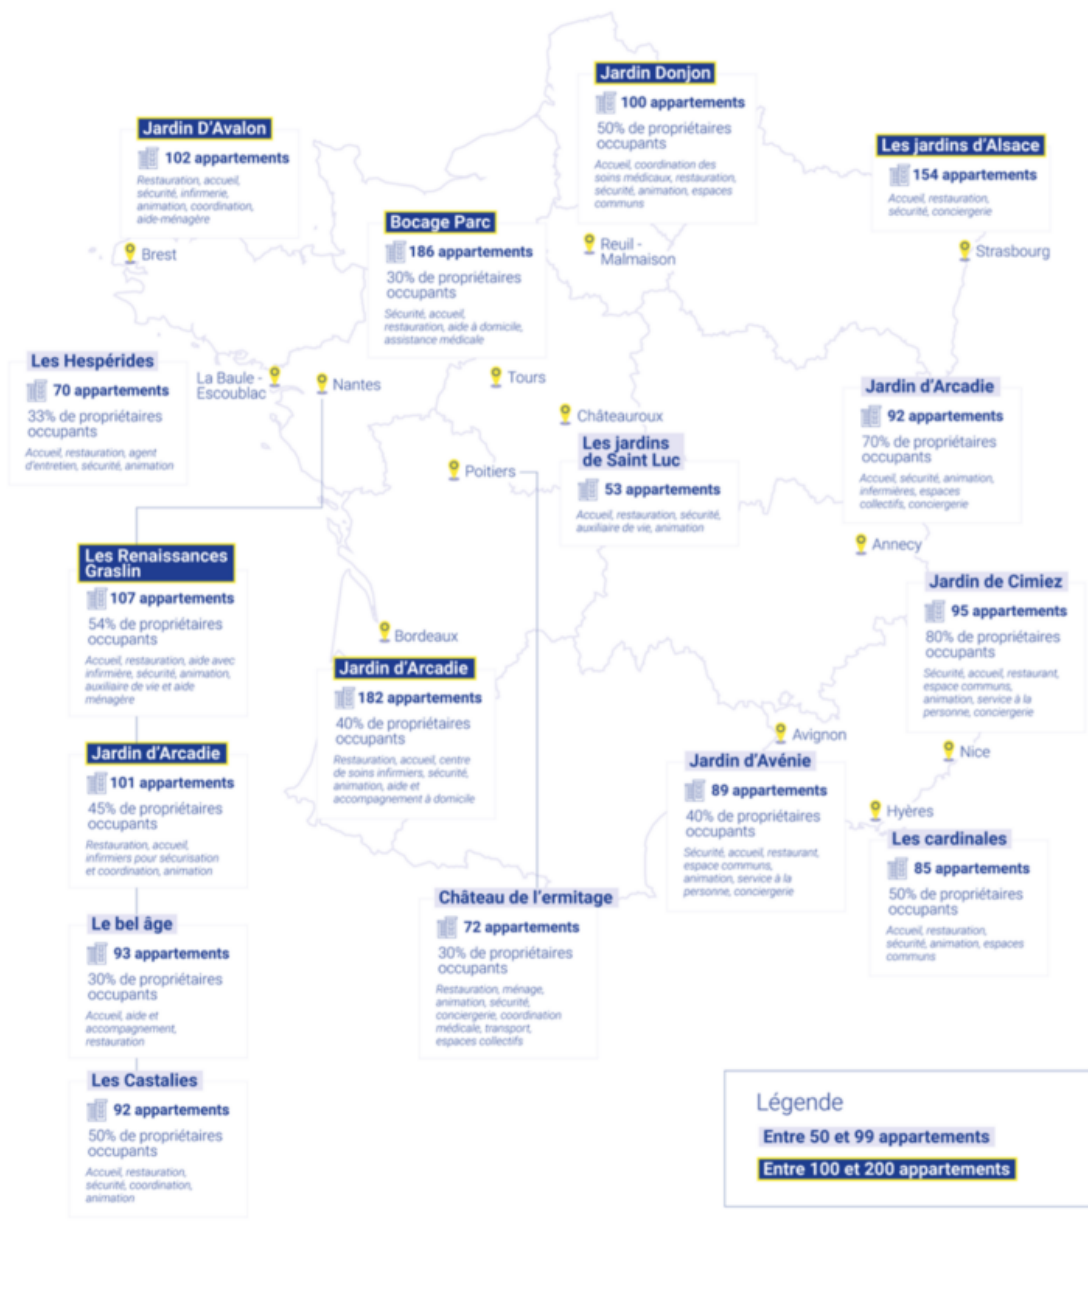 Jardin Donjon
100 appartements
50% de propriétaires
occupants
Accueil, coordination des
soins médicaux, restauration,
sécurité, animation, espaces
communs
Reuil -
Malmaison
Jardin D'Avalon
102 appartements
Restauration, accueil,
sécurité, infirmerie,
animation, coordination,
aide-ménagère
Brest
Les jardins d'Alsace
154 appartements
Accueil, restauration,
sécurité, conciergerie
Strasbourg
Bocage Parc
186 appartements
30% de propriétaires
occupants
Sécurité, accueil,
restauration, aide à domicile,
assistance médicale
Tours
Les Hespérides
70 appartements
33% de propriétaires
occupants
Accueil, restauration, agent
d'entretien, sécurité, animation
La Baule -
Escoublac
Nantes
Châteauroux
Les jardins
de Saint Luc
53 appartements
Accueil, restauration, sécurité,
auxiliaire de vie, animation
Poitiers
Jardin d'Arcadie
92 appartements
70% de propriétaires
occupants
Accueil, sécurité, animation,
infermières, espaces
collectifs, conciergerie
Annecy
Les Renaissances
Graslin
107 appartements
54% de propriétaires
occupants
Accueil, restauration, aide avec
infirmière, sécurité, animation,
auxiliaire de vie et aide
ménagère
Jardin de Cimiez
95 appartements
80% de propriétaires
occupants
Sécurité, accueil, restaurant,
espace communs,
animation, service à la
personne, conciergerie
Nice
Bordeaux
Jardin d'Arcadie
182 appartements
40% de propriétaires
occupants
Restauration, accueil, centre
de soins infirmiers, sécurité,
animation, aide et
accompagnement à domicile
Avignon
Jardin d'Avénie
89 appartements
40% de propriétaires
occupants
Sécurité, accueil, restaurant,
espace communs,
animation, service à la
personne, conciergerie
Jardin d'Arcadie
101 appartements
45% de propriétaires
occupants
Restauration, accueil,
infirmiers pour sécurisation
et coordination, animation
Hyères
Les cardinales
85 appartements
50% de propriétaires
occupants
Accueil, restauration,
sécurité, animation, espaces
communs
Château de l'ermitage
72 appartements
30% de propriétaires
occupants
Restauration, ménage,
animation, sécurité,
conciergerie, coordination
médicale, transport,
espaces collectifs
Le bel âge
93 appartements
30% de propriétaires
occupants
Accueil, aide et
accompagnement,
restauration
Les Castalies
92 appartements
50% de propriétaires
occupants
Accueil, restauration,
sécurité, coordination,
animation
Légende
Entre 50 et 99 appartements
Entre 100 et 200 appartements